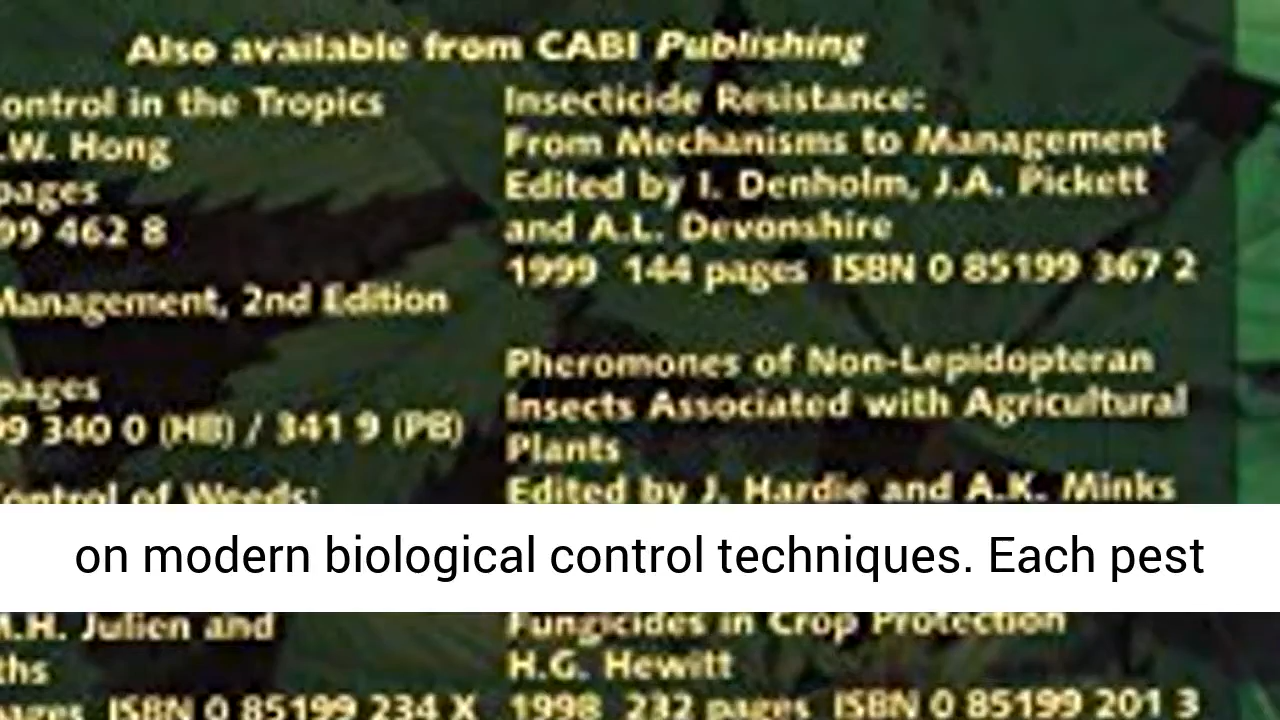 Also available from CABI Publishing
ontrol in the Tropics
.W. Hong
pages
99 462 8
Management, 2nd Edition
pages
99 340 0 (HB) / 341 9 (PB)
ontrol of Weeds:
M.H. Julien and
ths
pages ISBN 0 85199 234 X
Insecticide Resistance:
From Mechanisms to Management
Edited by I. Denholm, J.A. Pickett
and A.L. Devonshire
1999 144 pages ISBN 0 85199 367 2
Pheromones of Non-Lepidopteran
Insects Associated with Agricultural
Plants
Edited by J. Hardie and A.K. Minks
Fungicides in Crop Protection
H.G. Hewitt
1998 232 pages ISBN 0 85199 201 3
on modern biological control techniques. Each pest